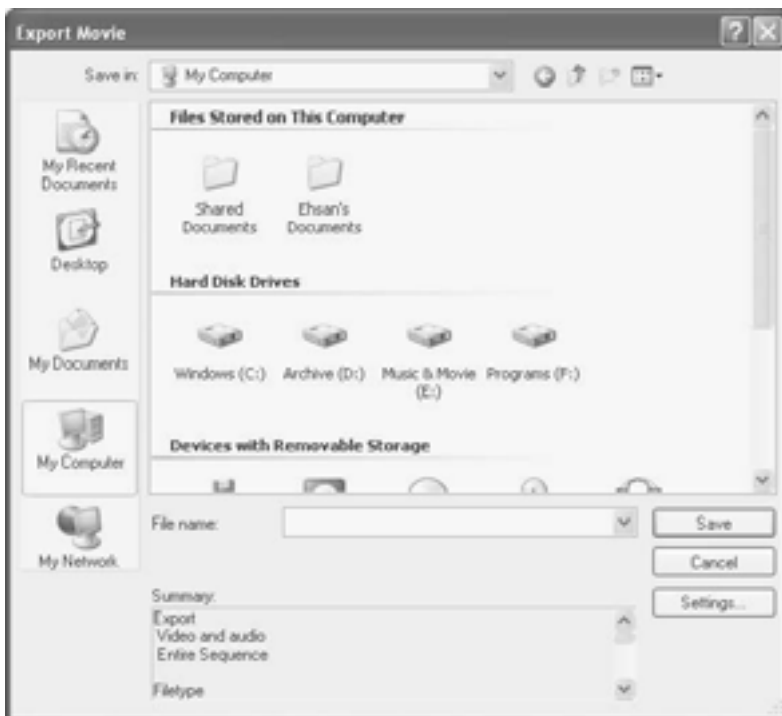 Export Movie
Save in:
My Computer
My Recent
Documents
Desktop
My Documents
My Computer
My Network
Files Stored on This Computer
Shared
Documents
Ehsan's
Documents
Hard Disk Drives
Windows (C:)
Archive (D:)
Music & Movie
(E:)
Programs (F:)
Devices with Removable Storage
File name:
Save
Cancel
Settings...
Summary:
Export
Video and audio
Entire Sequence
Filetype